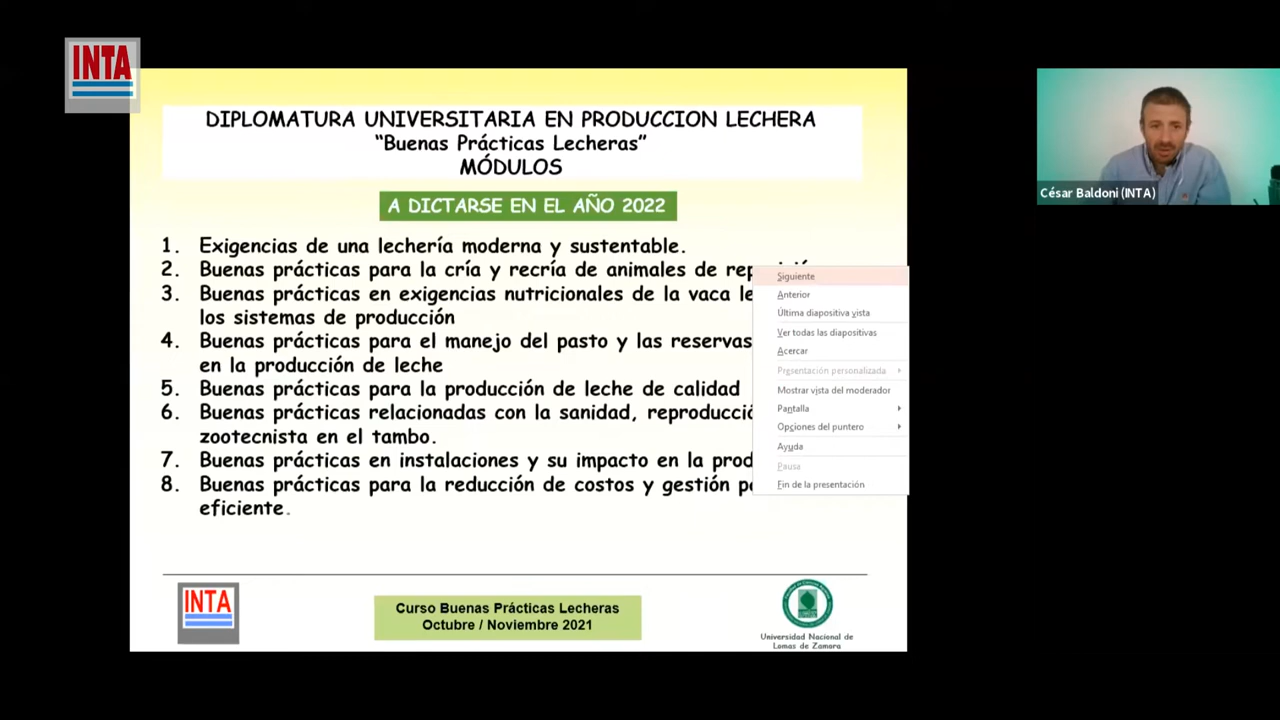 INTA
DIPLOMATURA UNIVERSITARIA EN PRODUCCION LECHERA
“Buenas Prácticas Lecheras”
MÓDULOS
A DICTARSE EN EL AÑO 2022
1. Exigencias de una lechería moderna y sustentable.
2. Buenas prácticas para la cría y recría de animales de
3. Buenas prácticas en exigencias nutricionales de la vaca
los sistemas de producción
4. Buenas prácticas para el manejo del pasto y las reservas
en la producción de leche
5. Buenas prácticas para la producción de leche de calidad
6. Buenas prácticas relacionadas con la sanidad,
zootecnista en el tambo.
7. Buenas prácticas en instalaciones y su impacto en la
8. Buenas prácticas para la reducción de costos y gestión
eficiente.
Siguiente
Anterior
Última diapositiva vista
Ver todas las diapositivas
Acercar
Presentación personalizada
Mostrar vista del moderador
Pantalla
Opciones del puntero
Ayuda
Pausa
Fin de la presentación
César Baldoni (INTA)
INTA
Curso Buenas Prácticas Lecheras
Octubre / Noviembre 2021
Universidad Nacional de
Lomas de Zamora